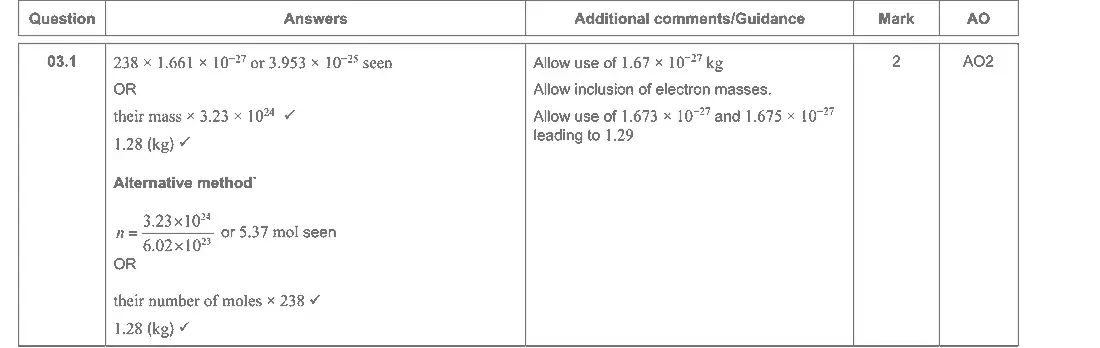 Question Answers Additional comments/Guidance Mark AO
03.1 238 × 1.661 × 10⁻²⁷ or 3.953 × 10⁻²⁵ seen Allow use of 1.67 × 10⁻²⁷ kg 2 AO2
OR Allow inclusion of electron masses.
their mass × 3.23 × 10²⁴ ✓ Allow use of 1.673 × 10⁻²⁷ and 1.675 × 10⁻²⁷
leading to 1.29
1.28 (kg) ✓
Alternative method`
n = 3.23×10²⁴ / 6.02×10²³ or 5.37 mol seen
OR
their number of moles × 238 ✓
1.28 (kg) ✓